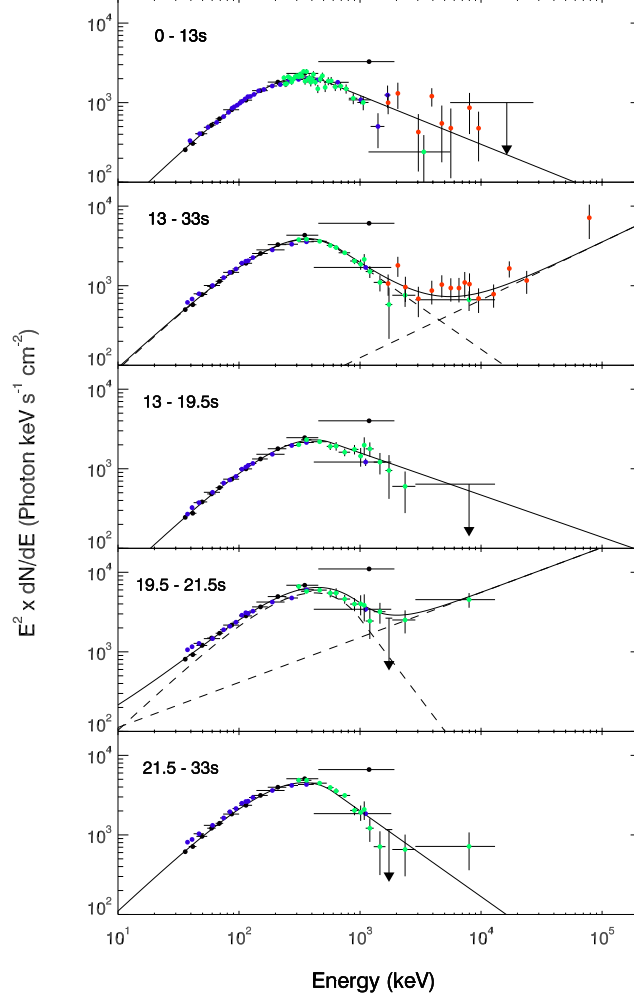 0 - 13s
10⁴
10³
10²
13 - 33s
10⁴
10³
10²
13 - 19.5s
10⁴
10³
10²
19.5 - 21.5s
10⁴
10³
10²
21.5 - 33s
10⁴
10³
10²
10¹ 10² 10³ 10⁴ 10⁵
E² x dN/dE (Photon keV s⁻¹ cm⁻²)
Energy (keV)